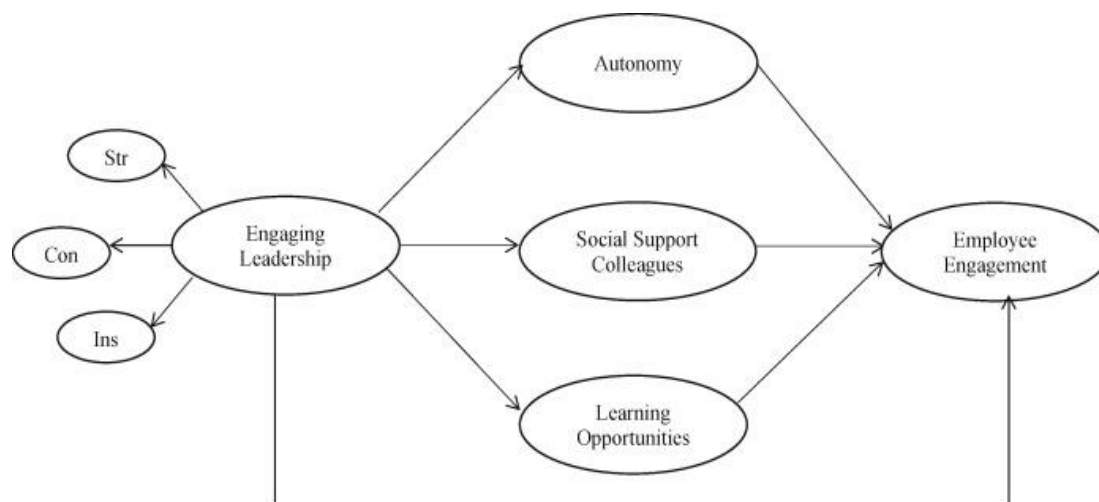 Autonomy
Str
Con
Ins
Engaging
Leadership
Social Support
Colleagues
Employee
Engagement
Learning
Opportunities